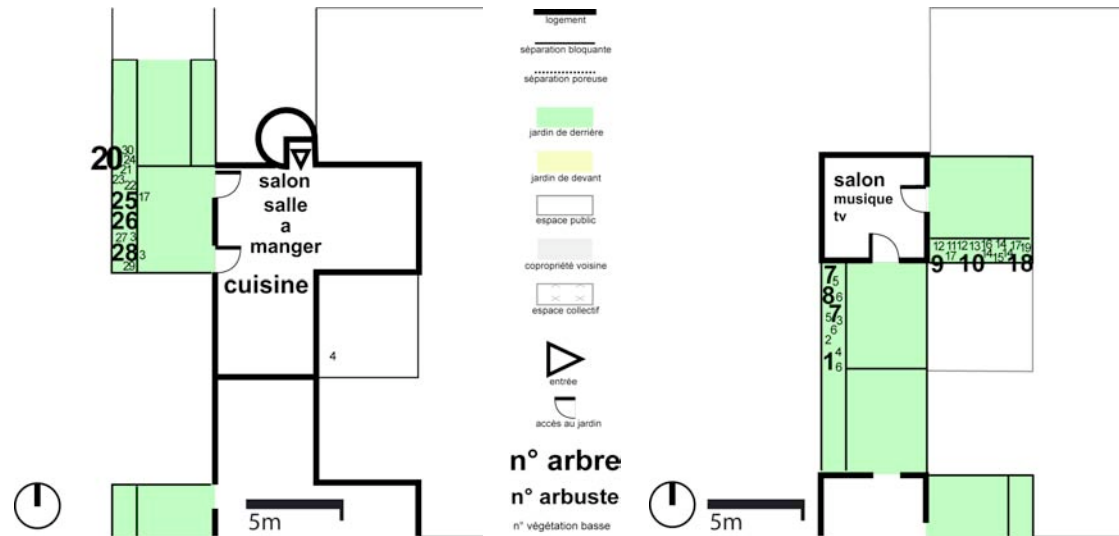 30
20 24
21
23
22
25 17
26
27 3
28 3
29
salon
salle
a
manger
cuisine
4
5m
logement
séparation bloquante
séparation poreuse
jardin de derrière
jardin de devant
espace public
copropriété voisine
espace collectif
entrée
accès au jardin
n° arbre
n° arbuste
n° végétation basse
salon
musique
tv
12 11 12 13 16 14 17 19
17 14 15 14
9 10 18
7 5
8 6
7
5 3
6
2
4
1 6
5m